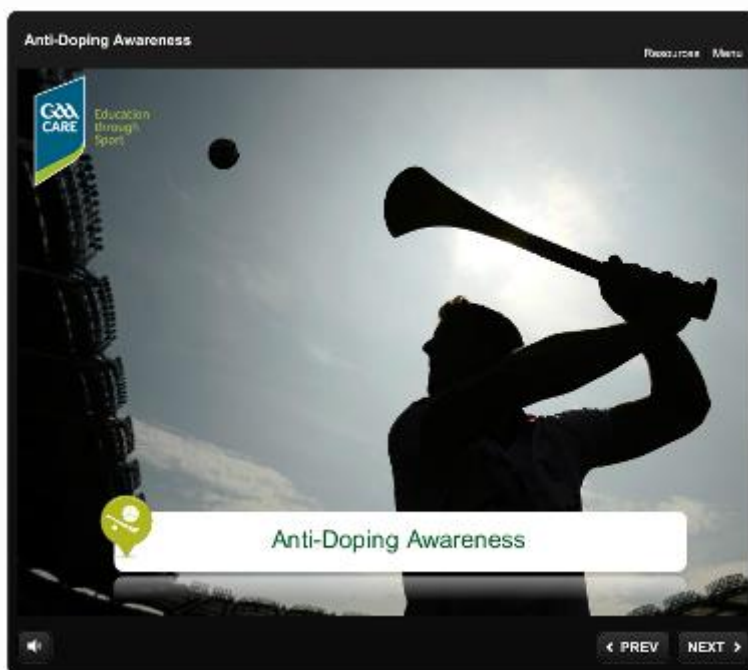 Anti-Doping Awareness
Resources Menu
GAA
CARE
Education
through
Sport
Anti-Doping Awareness
< PREV NEXT >